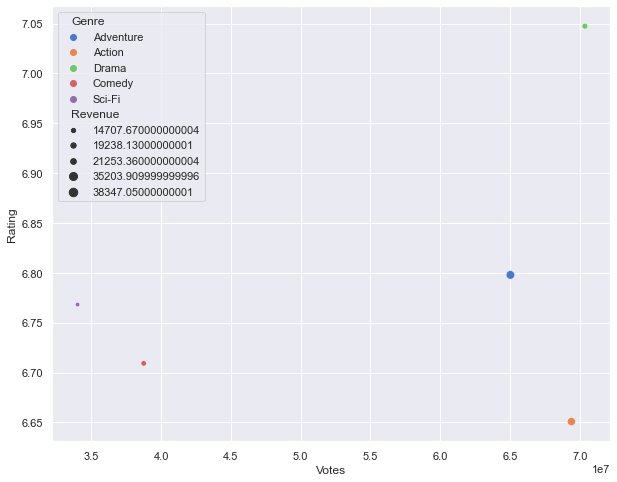 Genre
Adventure
Action
Drama
Comedy
Sci-Fi
Revenue
14707.670000000004
19238.13000000001
21253.360000000004
35203.909999999996
38347.05000000001
7.05
7.00
6.95
6.90
6.85
6.80
6.75
6.70
6.65
Rating
3.5
4.0
4.5
5.0
5.5
6.0
6.5
7.0
1e7
Votes